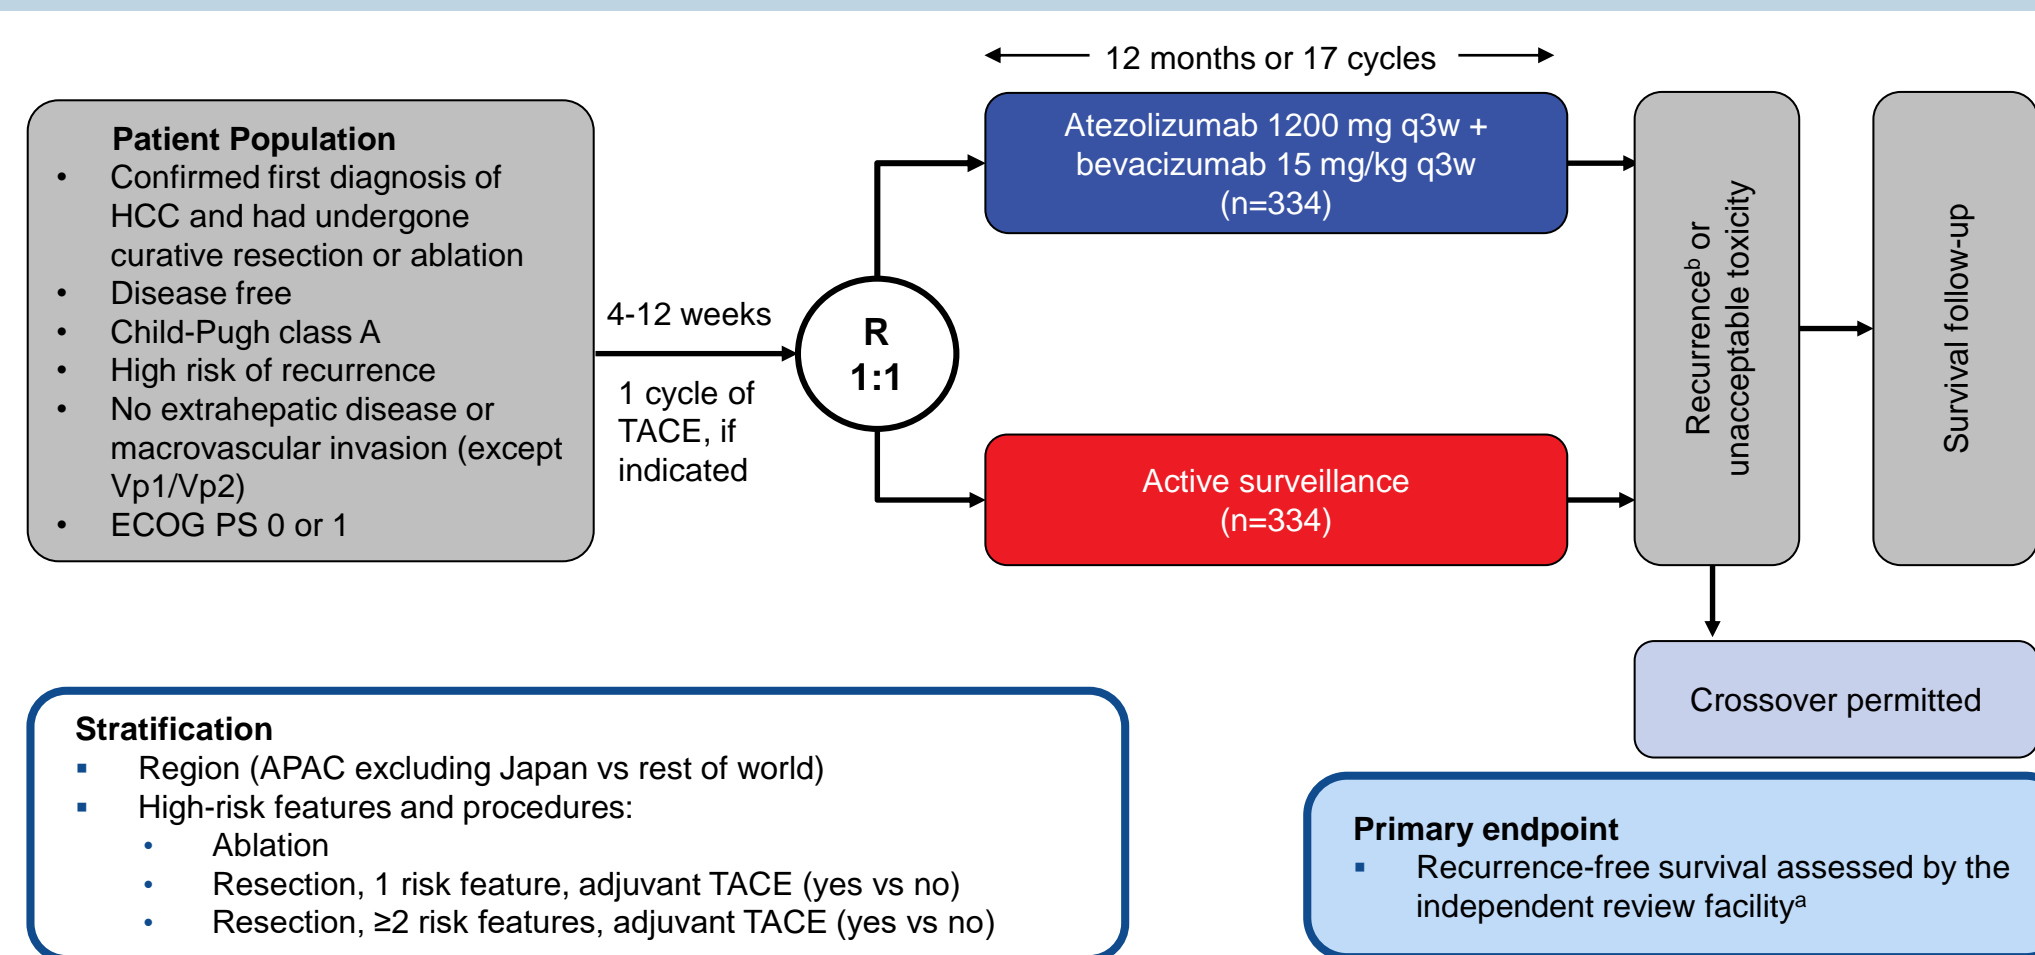 12 months or 17 cycles
Patient Population
• Confirmed first diagnosis of
HCC and had undergone
curative resection or ablation
• Disease free
• Child-Pugh class A
• High risk of recurrence
• No extrahepatic disease or
macrovascular invasion (except
Vp1/Vp2)
• ECOG PS 0 or 1
4-12 weeks
1 cycle of
TACE, if
indicated
R
1:1
Atezolizumab 1200 mg q3w +
bevacizumab 15 mg/kg q3w
(n=334)
Active surveillance
(n=334)
Recurrenceᵇ or
unacceptable toxicity
Survival follow-up
Crossover permitted
Stratification
▪ Region (APAC excluding Japan vs rest of world)
▪ High-risk features and procedures:
• Ablation
• Resection, 1 risk feature, adjuvant TACE (yes vs no)
• Resection, ≥2 risk features, adjuvant TACE (yes vs no)
Primary endpoint
▪ Recurrence-free survival assessed by the
independent review facilityᵃ